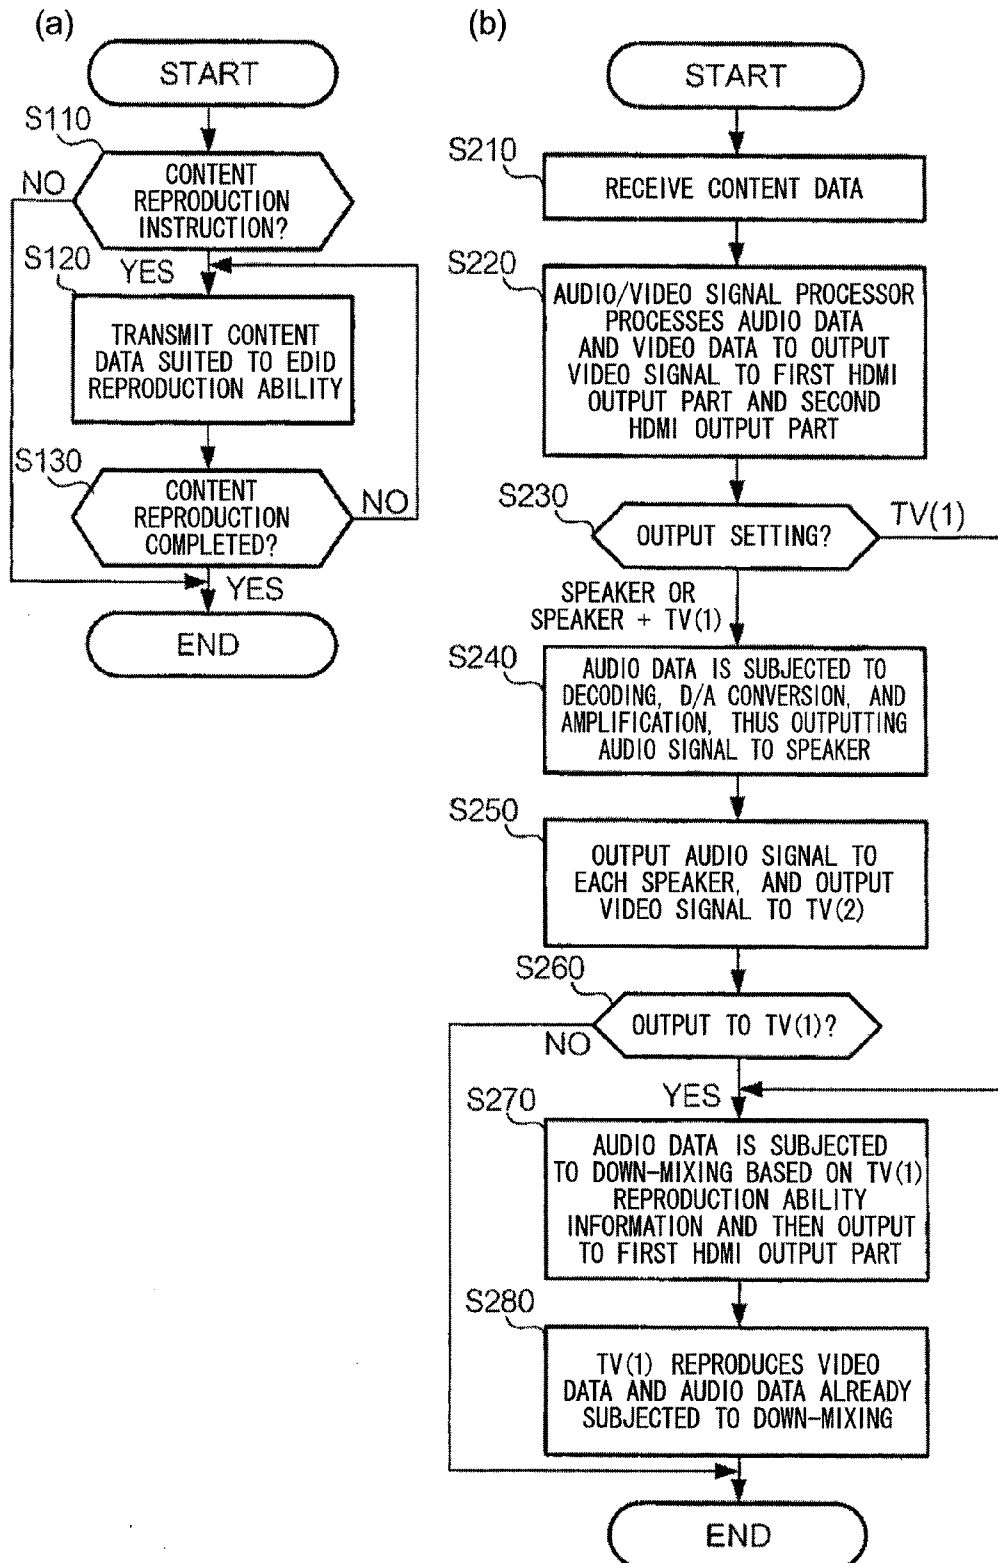 (a)
START
S110
CONTENT
REPRODUCTION
INSTRUCTION?
NO
YES
S120
TRANSMIT CONTENT
DATA SUITED TO EDID
REPRODUCTION ABILITY
S130
CONTENT
REPRODUCTION
COMPLETED?
NO
YES
END
(b)
START
S210
RECEIVE CONTENT DATA
S220
AUDIO/VIDEO SIGNAL PROCESSOR
PROCESSES AUDIO DATA
AND VIDEO DATA TO OUTPUT
VIDEO SIGNAL TO FIRST HDMI
OUTPUT PART AND SECOND
HDMI OUTPUT PART
S230
OUTPUT SETTING?
TV(1)
SPEAKER OR
SPEAKER + TV(1)
S240
AUDIO DATA IS SUBJECTED TO
DECODING, D/A CONVERSION, AND
AMPLIFICATION, THUS OUTPUTTING
AUDIO SIGNAL TO SPEAKER
S250
OUTPUT AUDIO SIGNAL TO
EACH SPEAKER, AND OUTPUT
VIDEO SIGNAL TO TV(2)
S260
OUTPUT TO TV(1)?
NO
YES
S270
AUDIO DATA IS SUBJECTED
TO DOWN-MIXING BASED ON TV(1)
REPRODUCTION ABILITY
INFORMATION AND THEN OUTPUT
TO FIRST HDMI OUTPUT PART
S280
TV(1) REPRODUCES VIDEO
DATA AND AUDIO DATA ALREADY
SUBJECTED TO DOWN-MIXING
END